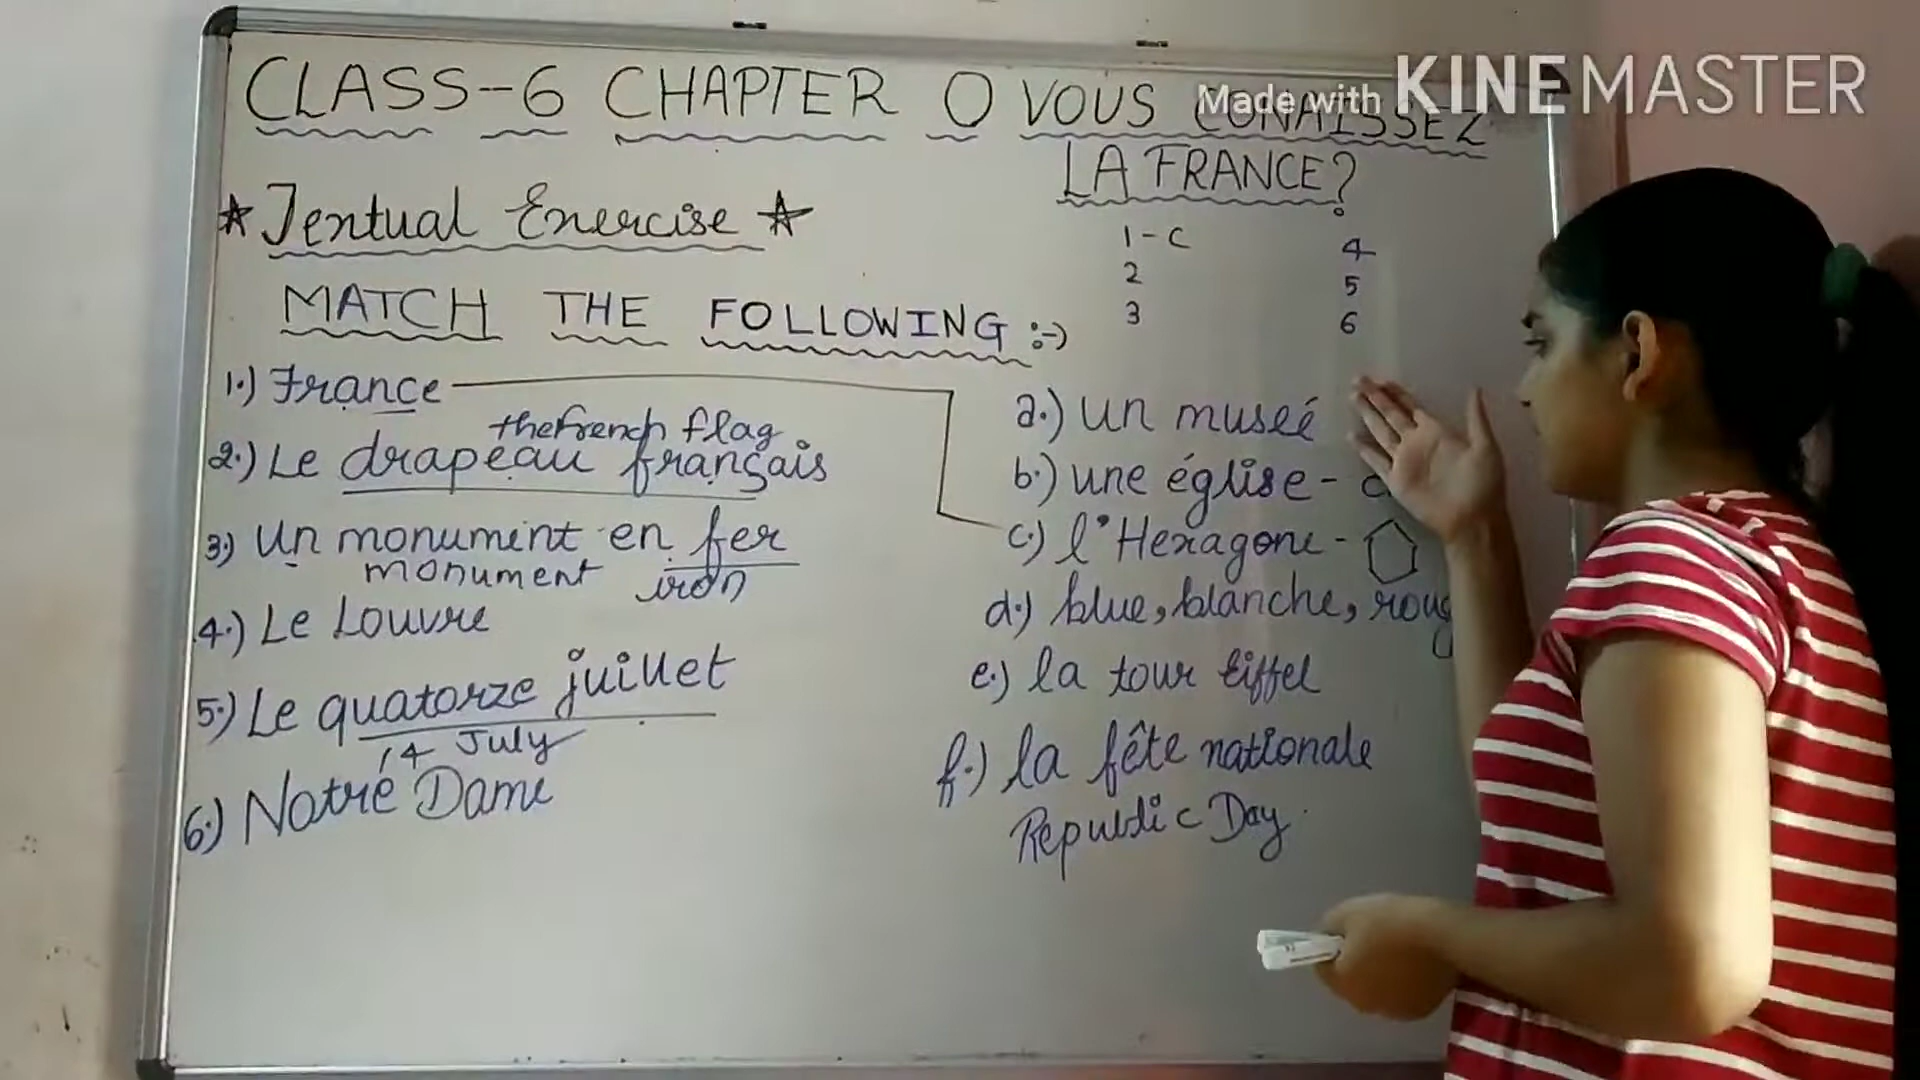 CLASS-6 CHAPTER 0 VOUS CONAISSEZ
LA FRANCE?
Made with KINEMASTER
*Textual Exercise*
1-C
2
3
4
5
6
MATCH THE FOLLOWING :-)
1.) France
the french flag
2.) Le drapeau français
3.) Un monument en fer
monument iron
4.) Le Louvre
5.) Le quatorze juillet
14 July
6.) Notre Dame
a.) un museé
b.) une église-
c.) l'Hexagone-
d.) blue, blanche,
e.) la tour Eiffel
f.) la fête nationale
Republic Day